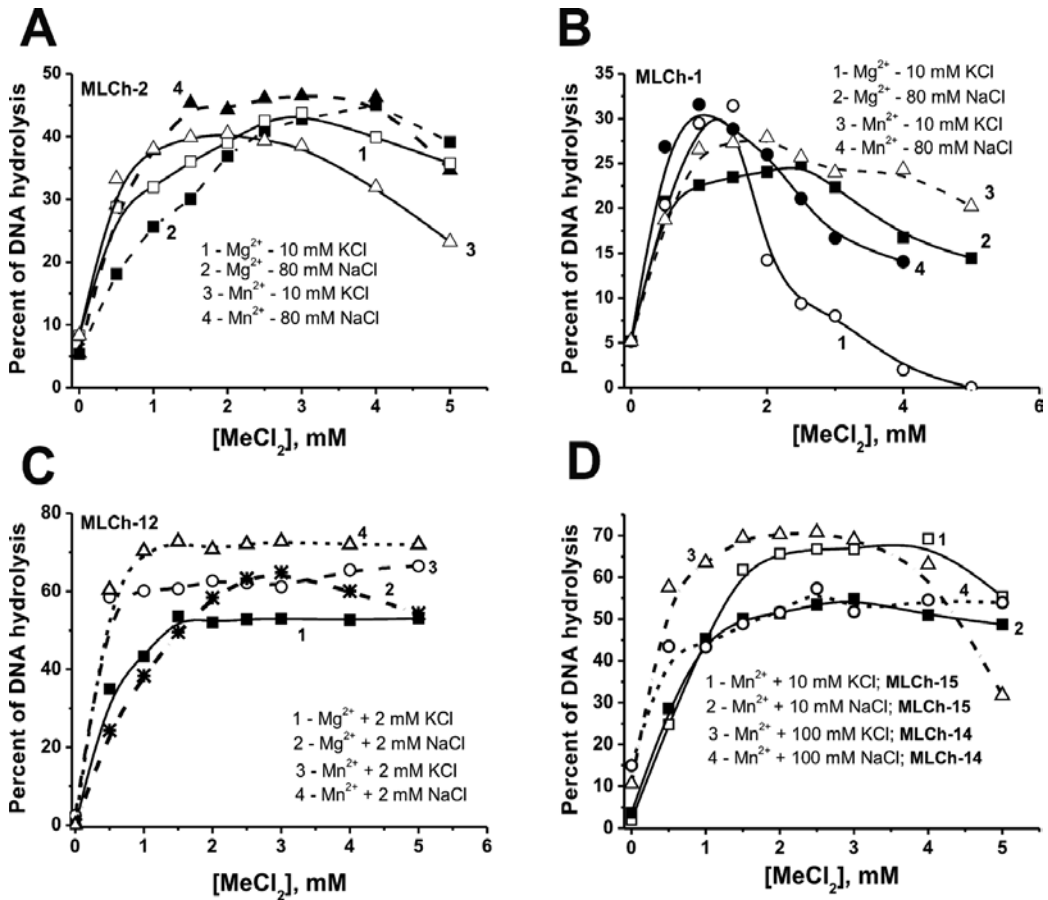 A
Percent of DNA hydrolysis
50
40
30
20
10
0
MLCh-2
4
1
2
3
1 - Mg²⁺ - 10 mM KCl
2 - Mg²⁺ - 80 mM NaCl
3 - Mn²⁺ - 10 mM KCl
4 - Mn²⁺ - 80 mM NaCl
0 1 2 3 4 5
[MeCl₂], mM
B
Percent of DNA hydrolysis
35
30
25
20
15
10
5
0
MLCh-1
1- Mg²⁺ - 10 mM KCl
2- Mg²⁺ - 80 mM NaCl
3 - Mn²⁺ - 10 mM KCl
4 - Mn²⁺ - 80 mM NaCl
3
2
4
1
0 2 4 6
[MeCl₂], mM
C
Percent of DNA hydrolysis
80
60
40
20
0
MLCh-12
4
3
2
1
1 - Mg²⁺ + 2 mM KCl
2 - Mg²⁺ + 2 mM NaCl
3 - Mn²⁺ + 2 mM KCl
4 - Mn²⁺ + 2 mM NaCl
0 1 2 3 4 5 6
[MeCl₂], mM
D
Percent of DNA hydrolysis
70
60
50
40
30
20
10
0
3
1
4
2
1 - Mn²⁺ + 10 mM KCl; MLCh-15
2 - Mn²⁺ + 10 mM NaCl; MLCh-15
3 - Mn²⁺ + 100 mM KCl; MLCh-14
4 - Mn²⁺ + 100 mM NaCl; MLCh-14
0 1 2 3 4 5
[MeCl₂], mM